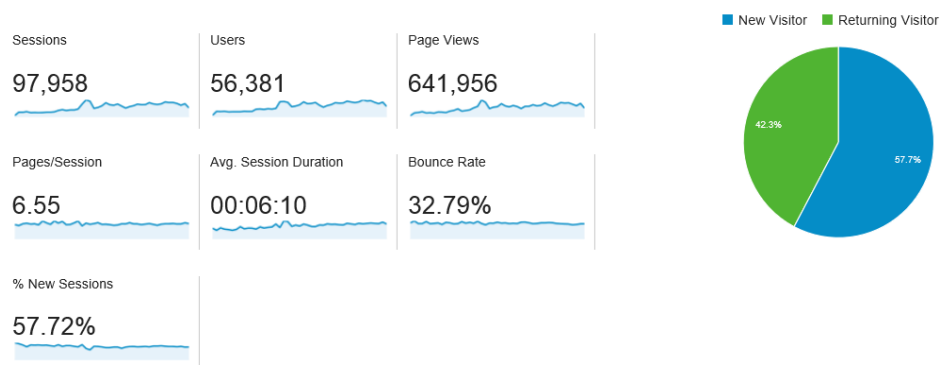 New Visitor
Returning Visitor
Sessions
Users
Page Views
97,958
56,381
641,956
42.3%
57.7%
Pages/Session
Avg. Session Duration
Bounce Rate
6.55
00:06:10
32.79%
% New Sessions
57.72%